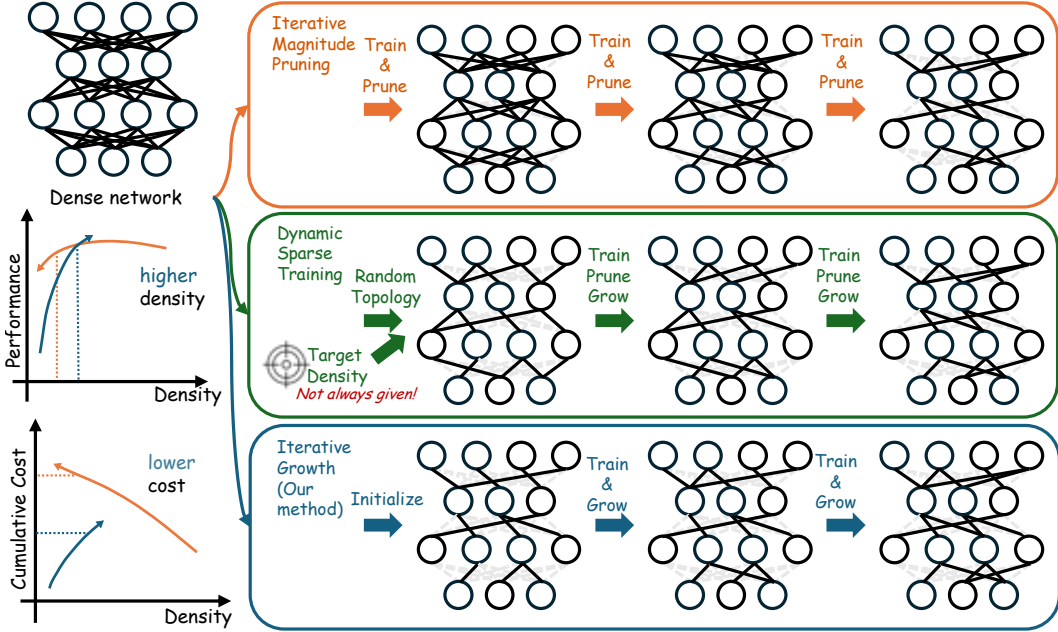 Dense network
Performance
higher
density
Density
Cumulative Cost
lower
cost
Density
Iterative
Magnitude
Pruning
Train
&
Prune
Train
&
Prune
Train
&
Prune
Dynamic
Sparse
Training
Random
Topology
Target
Density
Not always given!
Train
Prune
Grow
Train
Prune
Grow
Iterative
Growth
(Our
method)
Initialize
Train
&
Grow
Train
&
Grow